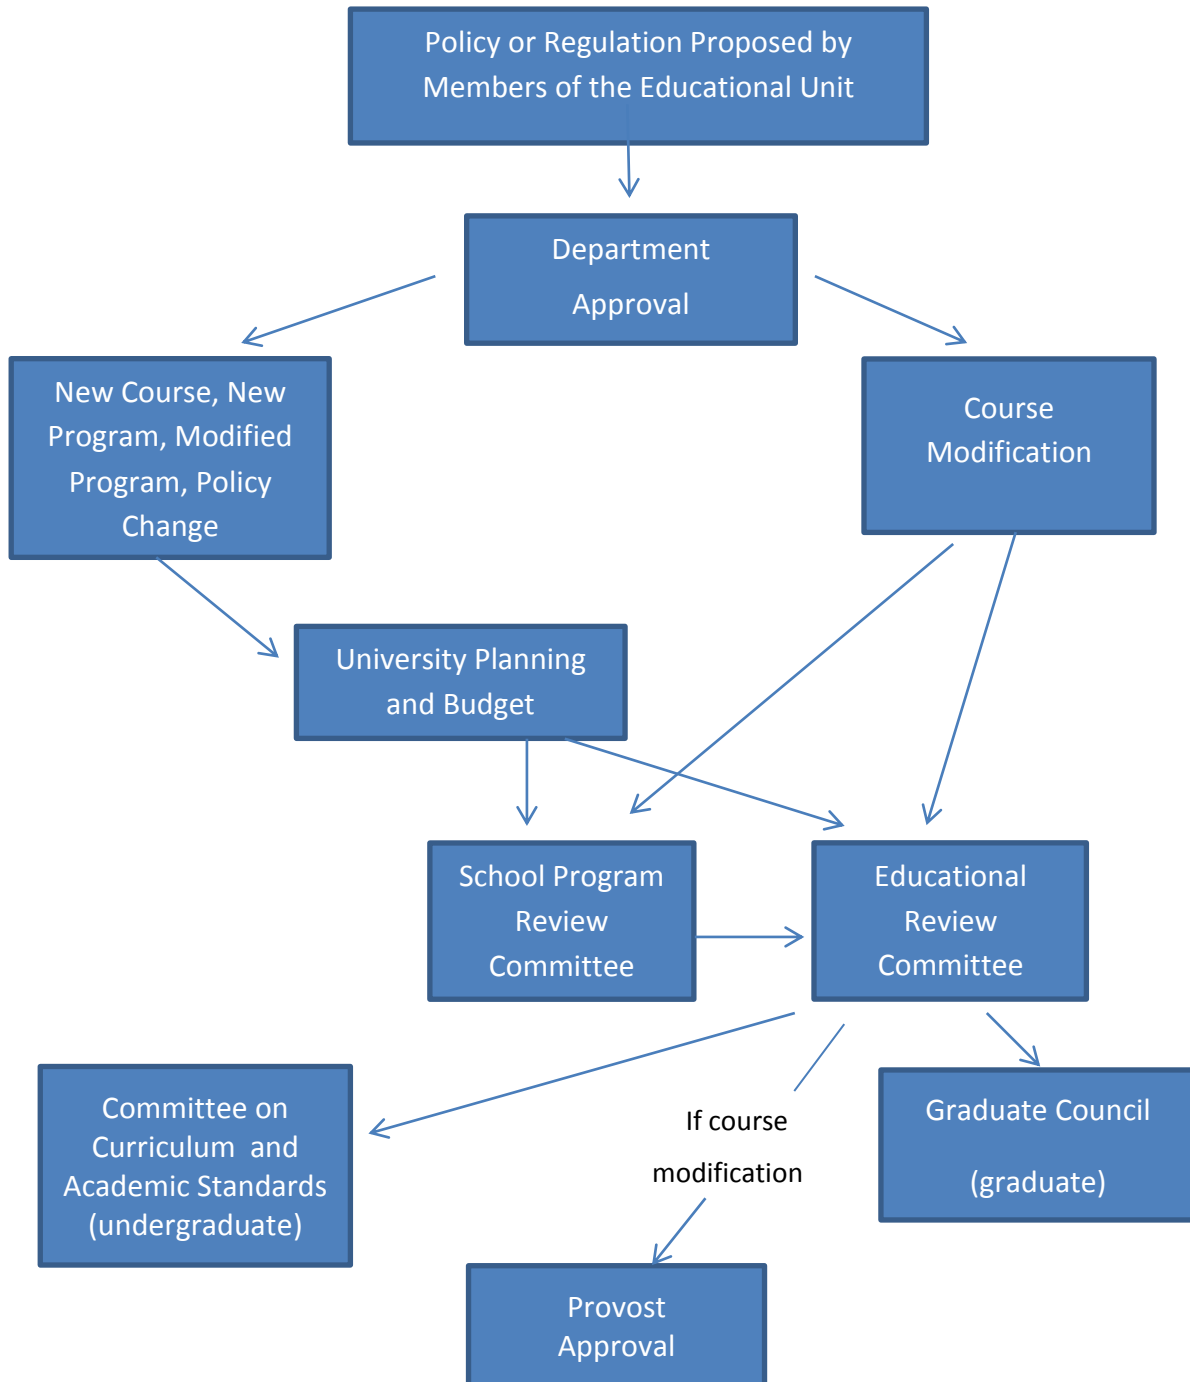 Policy or Regulation Proposed by
Members of the Educational Unit
Department
Approval
New Course, New
Program, Modified
Program, Policy
Change
Course
Modification
University Planning
and Budget
School Program
Review
Committee
Educational
Review
Committee
Committee on
Curriculum  and
Academic Standards
(undergraduate)
If course
modification
Graduate Council
(graduate)
Provost
Approval